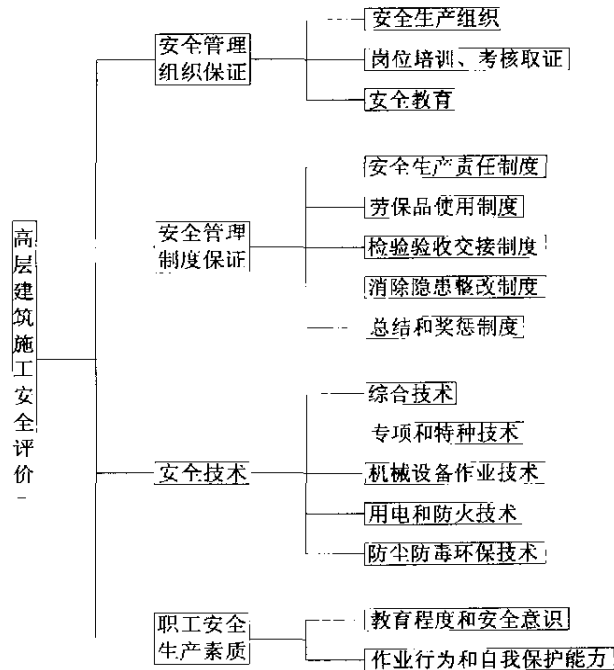 高层建筑施工安全评价
安全管理
组织保证
安全生产组织
岗位培训、考核取证
安全教育
安全管理
制度保证
安全生产责任制度
劳保品使用制度
检验验收交接制度
消除隐患整改制度
总结和奖惩制度
安全技术
综合技术
专项和特种技术
机械设备作业技术
用电和防火技术
防尘防毒环保技术
职工安全
生产素质
教育程度和安全意识
作业行为和自我保护能力